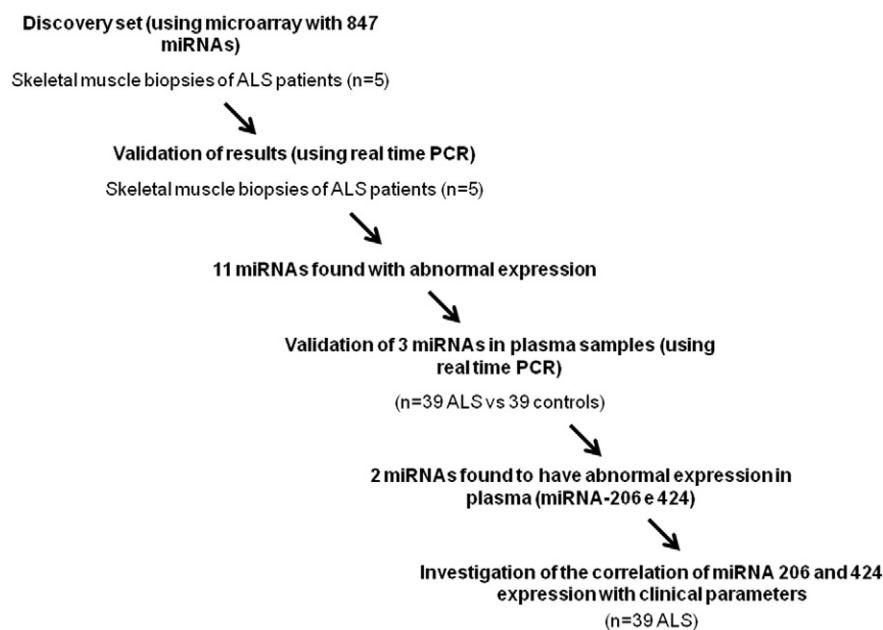 Discovery set (using microarray with 847
miRNAs)
Skeletal muscle biopsies of ALS patients (n=5)
Validation of results (using real time PCR)
Skeletal muscle biopsies of ALS patients (n=5)
11 miRNAs found with abnormal expression
Validation of 3 miRNAs in plasma samples (using
real time PCR)
(n=39 ALS vs 39 controls)
2 miRNAs found to have abnormal expression in
plasma (miRNA-206 e 424)
Investigation of the correlation of miRNA 206 and 424
expression with clinical parameters
(n=39 ALS)